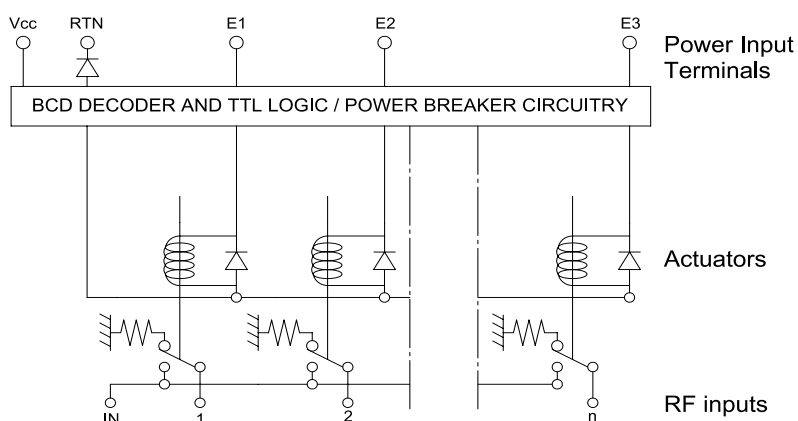 Vcc RTN E1 E2 E3
Power Input
Terminals
BCD DECODER AND TTL LOGIC / POWER BREAKER CIRCUITRY
Actuators
IN 1 2 n
RF inputs